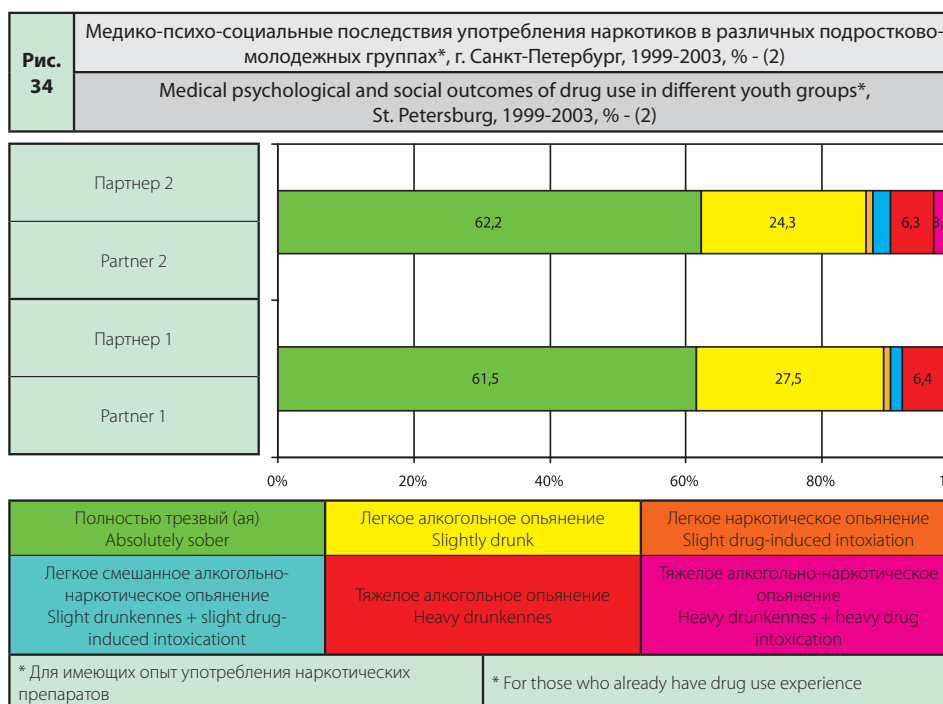 Рис.
34
Медико-психо-социальные последствия употребления наркотиков в различных подростково-
молодежных группах*, г. Санкт-Петербург, 1999-2003, % - (2)
Medical psychological and social outcomes of drug use in different youth groups*,
St. Petersburg, 1999-2003, % - (2)
Партнер 2
Partner 2
62,2
24,3
6,3
Партнер 1
Partner 1
61,5
27,5
6,4
0%
20%
40%
60%
80%
Полностью трезвый (ая)
Absolutely sober
Легкое алкогольное опьянение
Slightly drunk
Легкое наркотическое опьянение
Slight drug-induced intoxiation
Легкое смешанное алкогольно-
наркотическое опьянение
Slight drunkennes + slight drug-
induced intoxicationt
Тяжелое алкогольное опьянение
Heavy drunkennes
Тяжелое алкогольно-наркотическое
опьянение
Heavy drunkennes + heavy drug
intoxication
* Для имеющих опыт употребления наркотических
препаратов
* For those who already have drug use experience